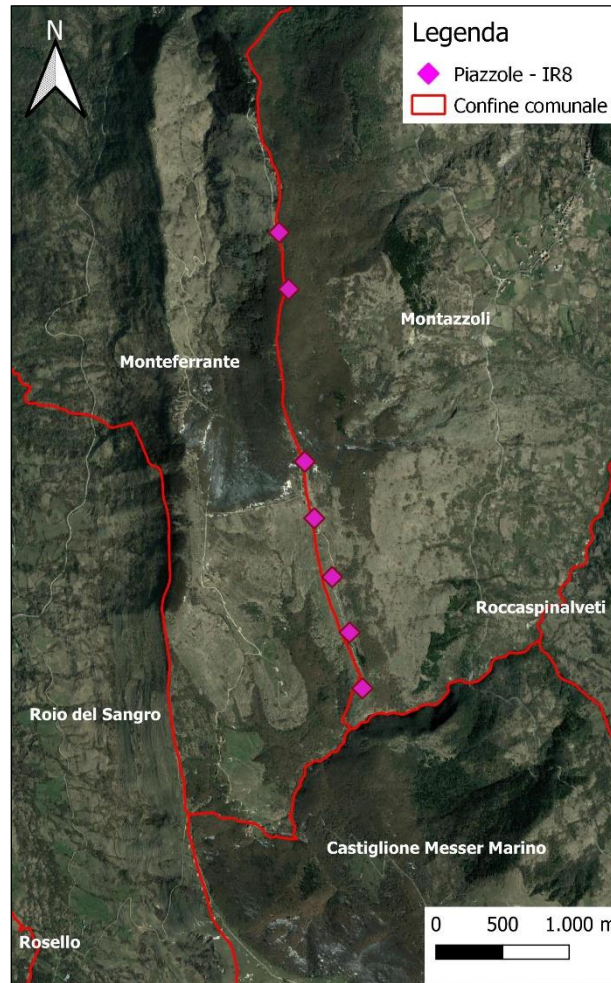 N
Legenda
Piazzole - IR8
Confine comunale
Montazzoli
Monteferrante
Roccaspinalveti
Roio del Sangro
Castiglione Messer Marino
Rosello
0 500 1.000 m